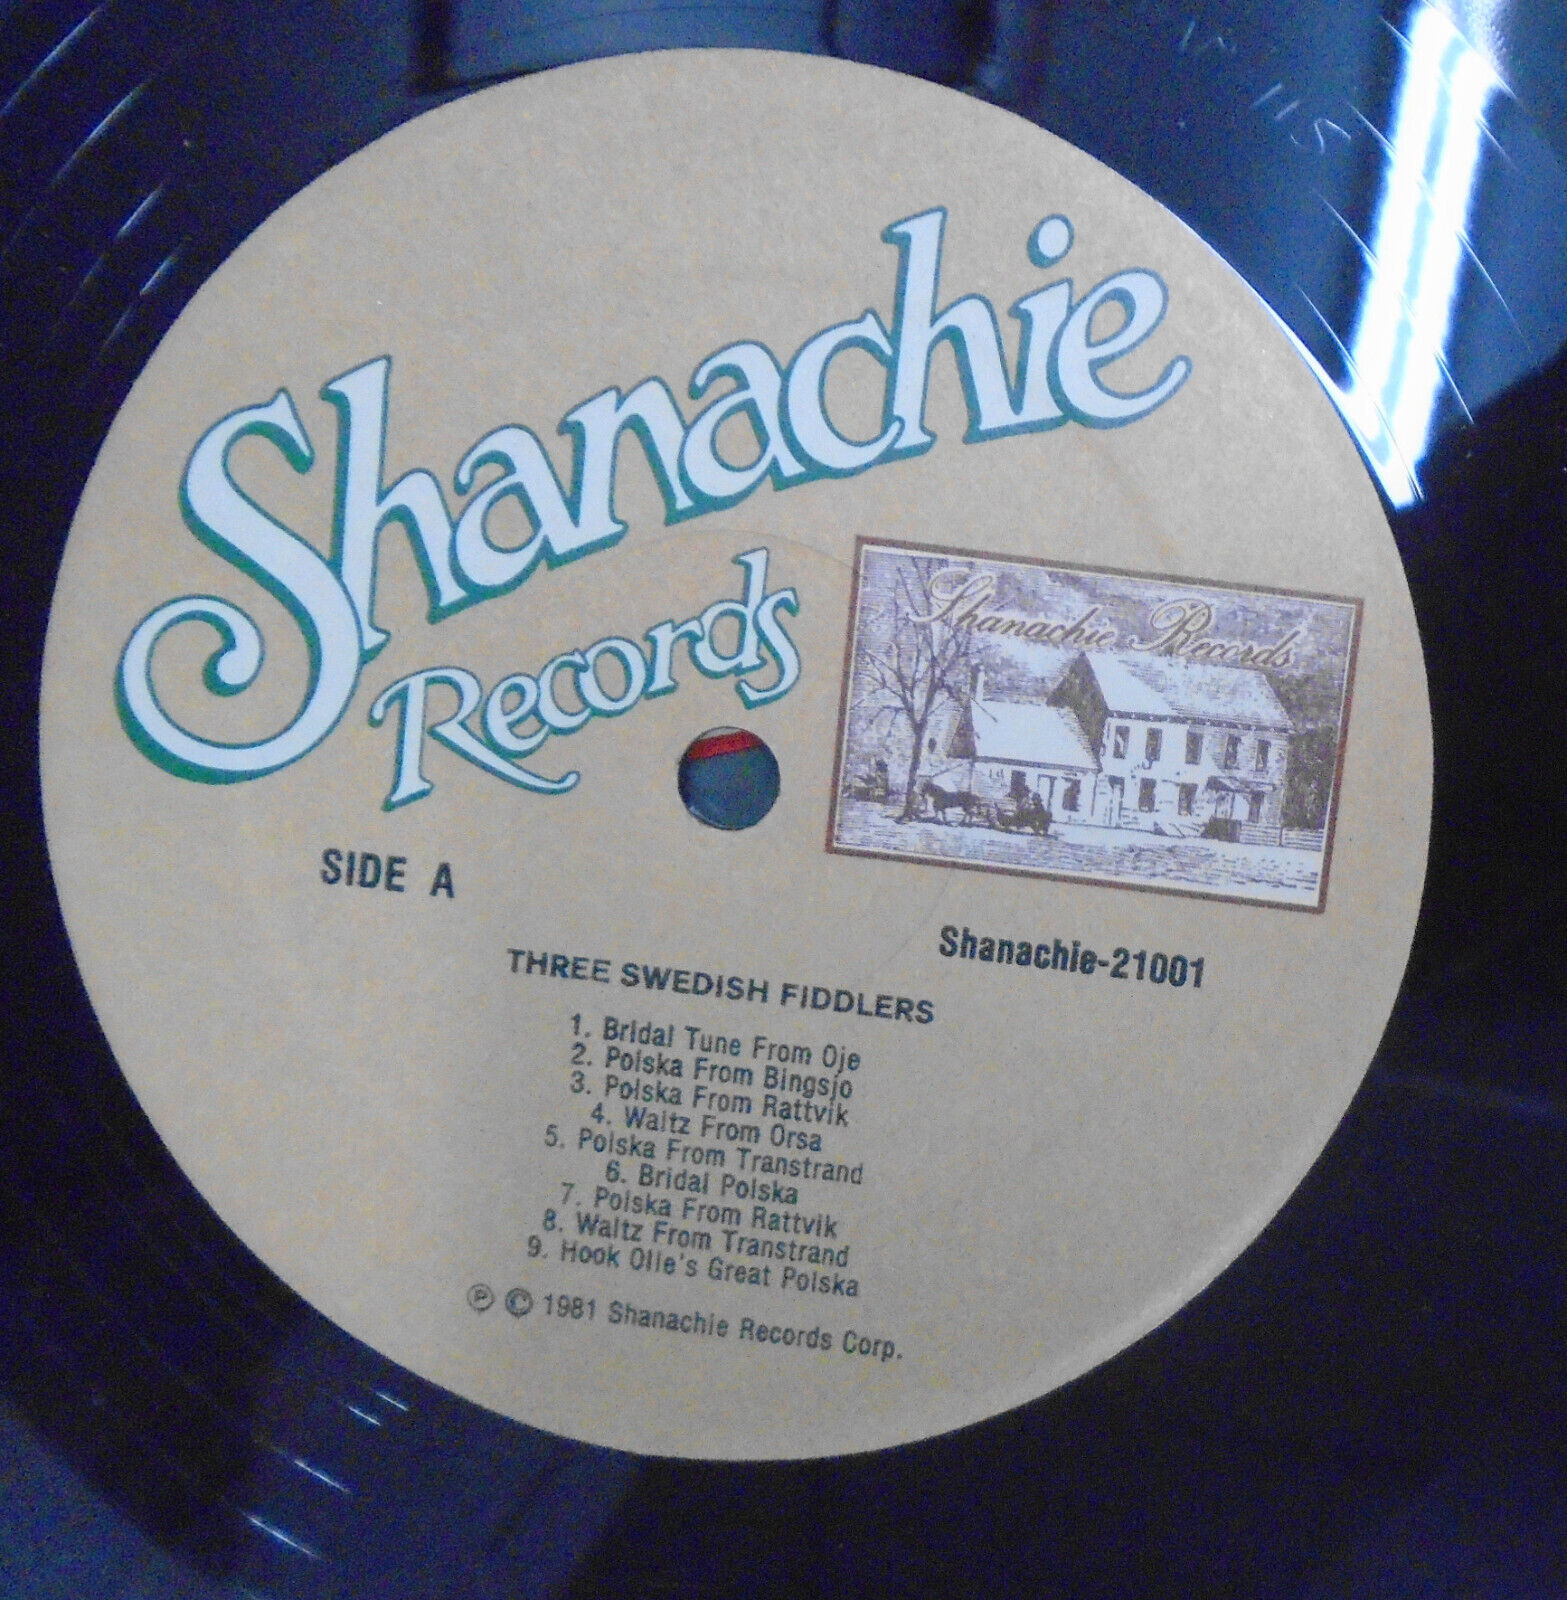 Shanachie
Records
Shanachie Records
SIDE A
Shanachie-21001
THREE SWEDISH FIDDLERS
1. Bridal Tune From Oje
2. Polska From Bingsjo
3. Polska From Rattvik
4. Waltz From Orsa
5. Polska From Transtrand
6. Bridal Polska
7. Polska From Rattvik
8. Waltz From Transtrand
9. Hook Olle's Great Polska
Ⓟ © 1981 Shanachie Records Corp.